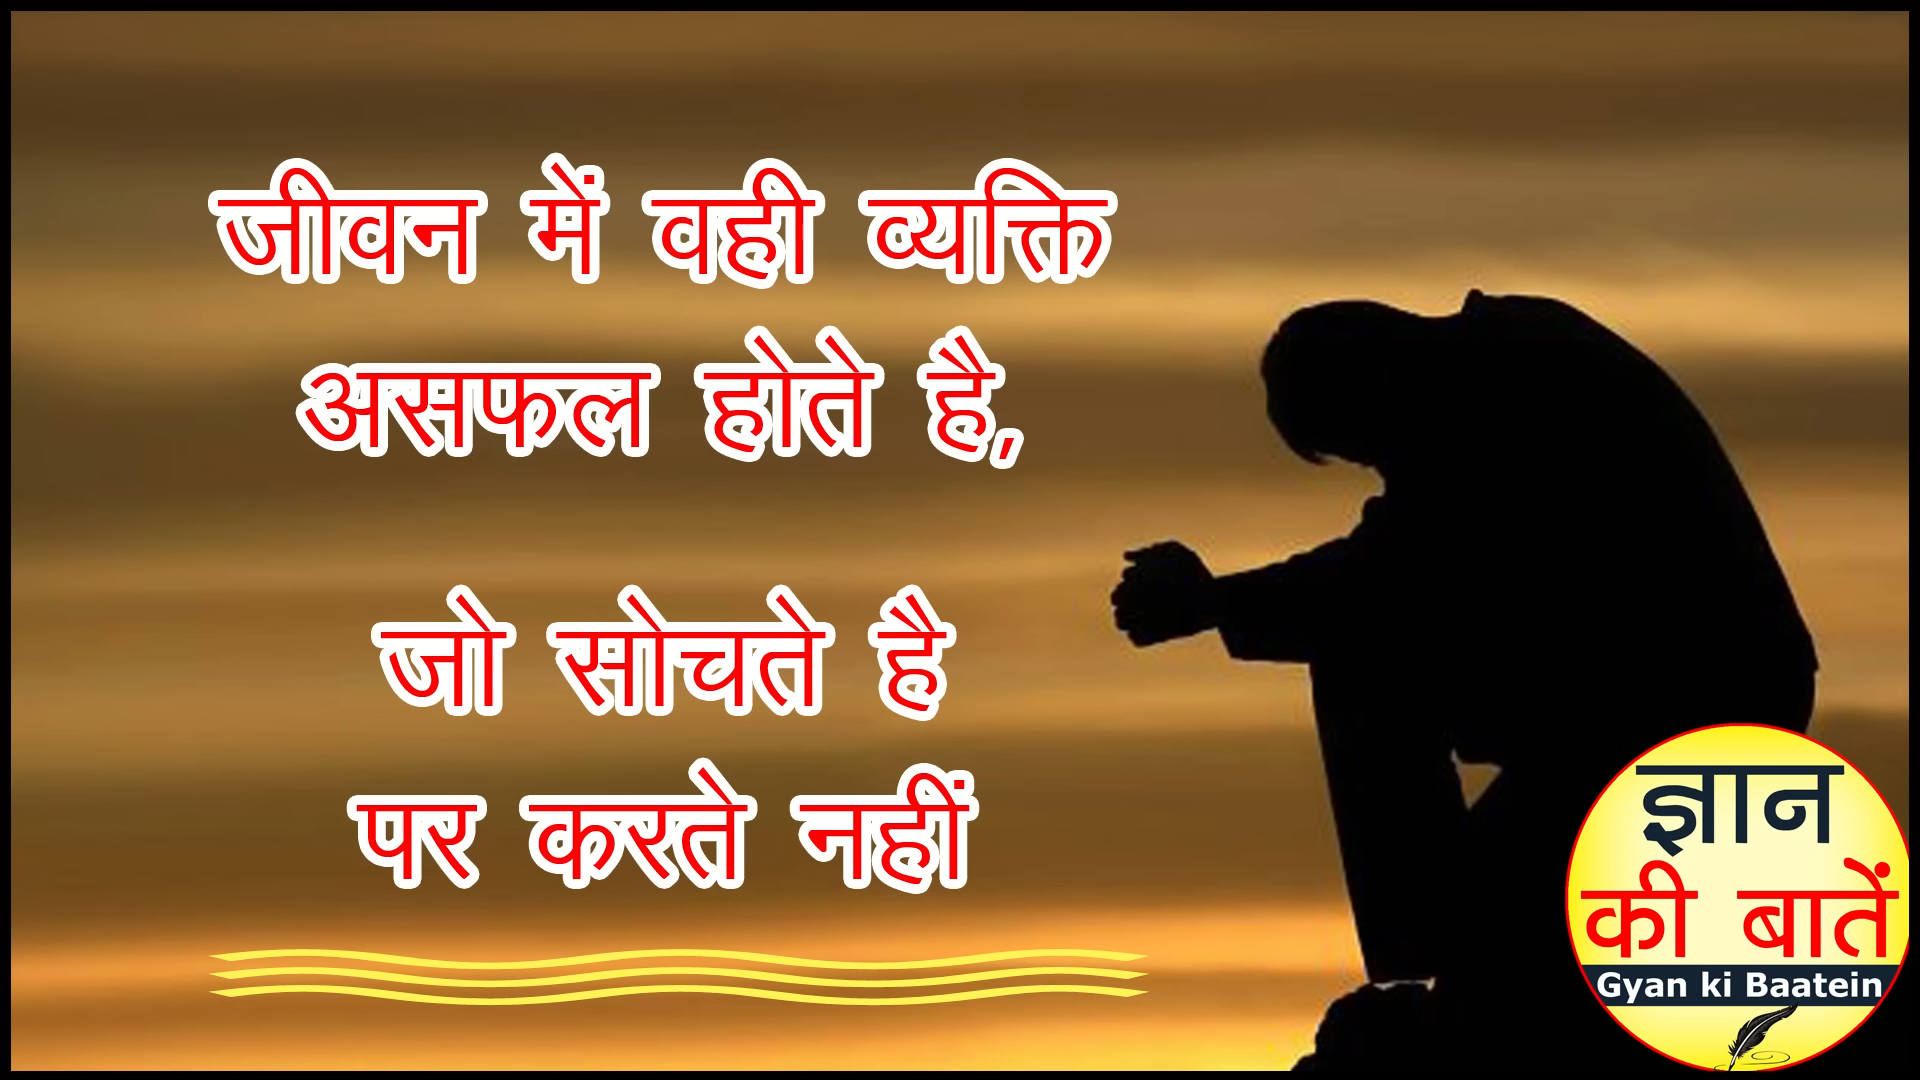 जीवन में वही व्यक्ति
असफल होते है,
जो सोचते है
पर करते नहीं
ज्ञान
की बातें
Gyan ki Baatein